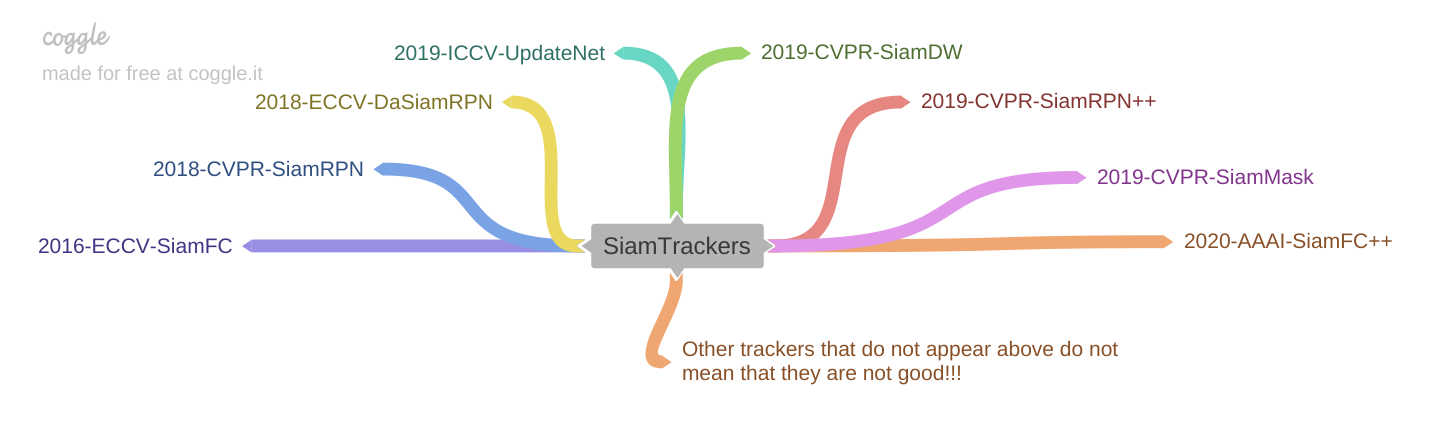 coggle
made for free at coggle.it
2019-ICCV-UpdateNet
2019-CVPR-SiamDW
2018-ECCV-DaSiamRPN
2019-CVPR-SiamRPN++
2018-CVPR-SiamRPN
2019-CVPR-SiamMask
2016-ECCV-SiamFC
SiamTrackers
2020-AAAI-SiamFC++
Other trackers that do not appear above do not
mean that they are not good!!!